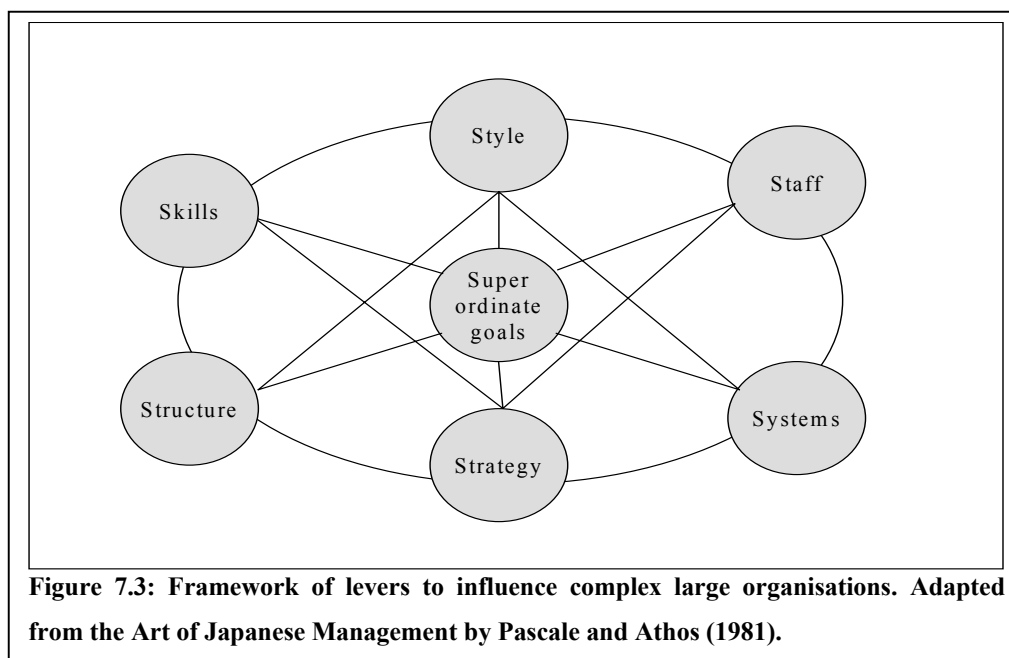 Style
Staff
Skills
Super
ordinate
goals
Structure
Systems
Strategy
Figure 7.3: Framework of levers to influence complex large organisations. Adapted
from the Art of Japanese Management by Pascale and Athos (1981).